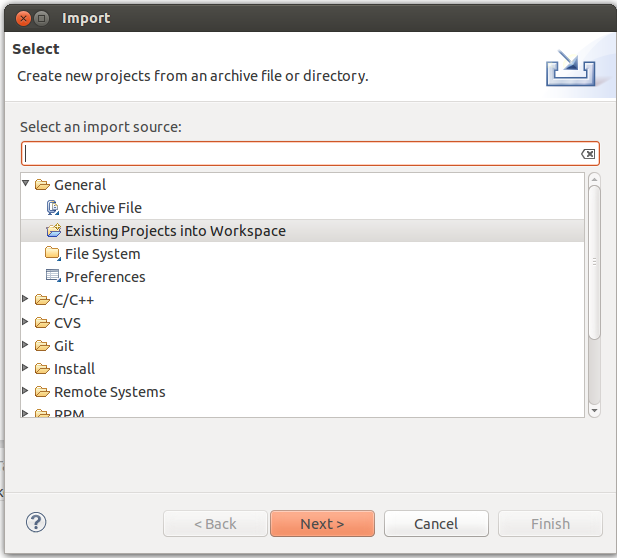 Import
Select
Create new projects from an archive file or directory.
Select an import source:
General
Archive File
Existing Projects into Workspace
File System
Preferences
C/C++
CVS
Git
Install
Remote Systems
RPM
?
< Back
Next >
Cancel
Finish